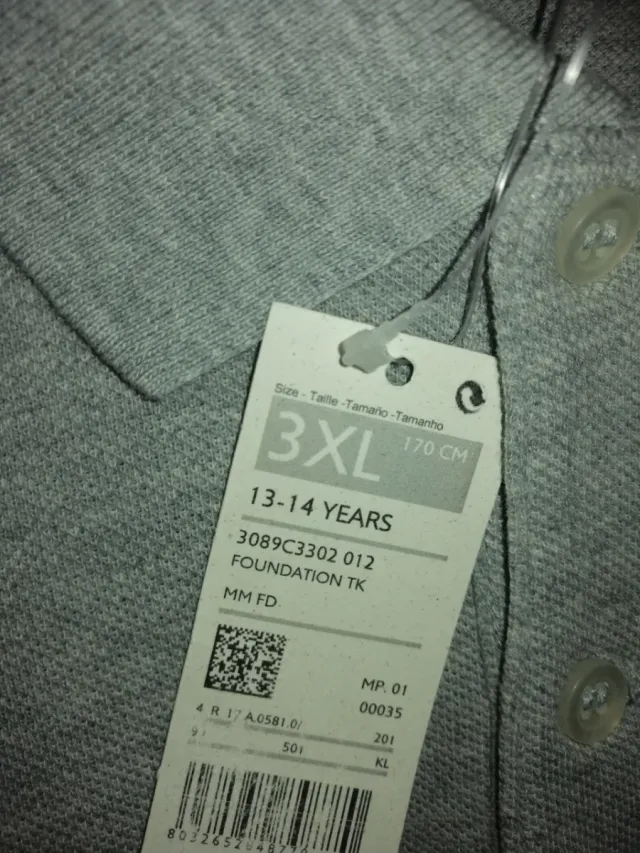 Size - Taille -Tamaño -Tamanho
3XL 170 CM
13-14 YEARS
3089C3302 012
FOUNDATION TK
MM FD
MP. 01
00035
4 R 17 A.0581.0/ 201
501 KL